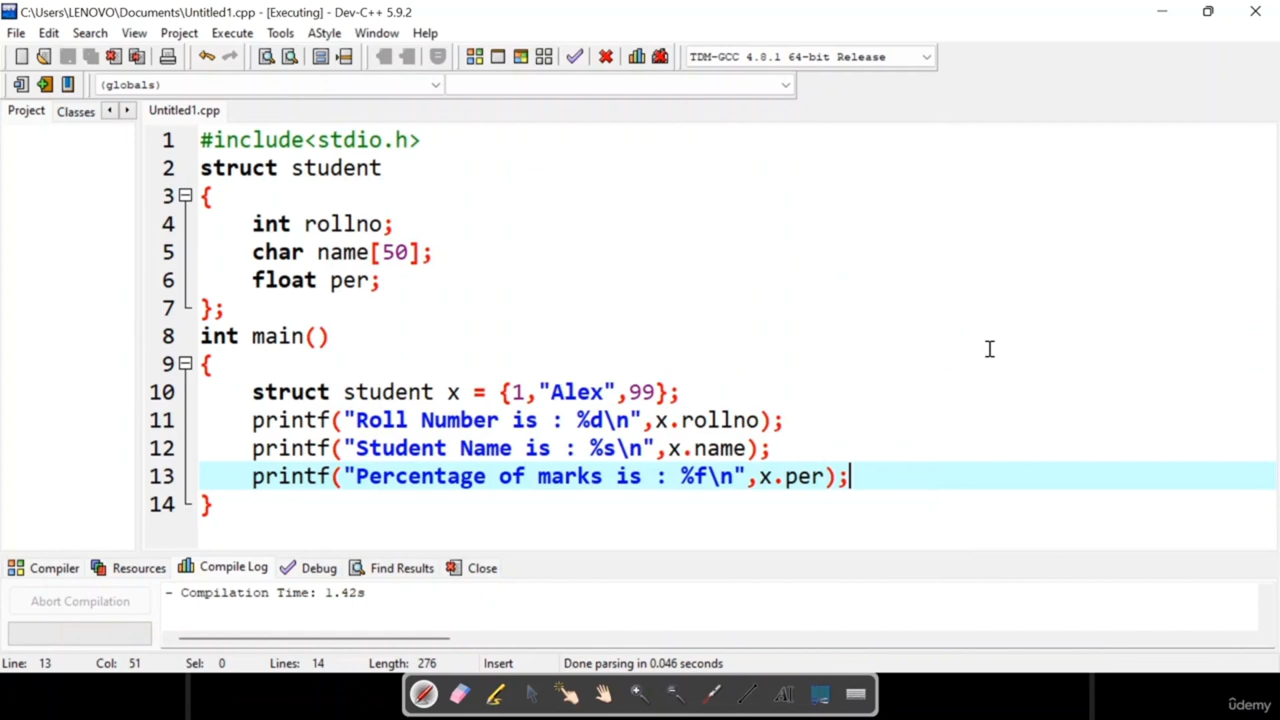 C:\Users\LENOVO\Documents\Untitled1.cpp - [Executing] - Dev-C++ 5.9.2
File Edit Search View Project Execute Tools AStyle Window Help
TDM-GCC 4.8.1 64-bit Release
(globals)
Project Classes Untitled1.cpp
1 #include<stdio.h>
2 struct student
3 {
4 int rollno;
5 char name[50];
6 float per;
7 };
8 int main()
9 {
10 struct student x = {1,"Alex",99};
11 printf("Roll Number is : %d\n",x.rollno);
12 printf("Student Name is : %s\n",x.name);
13 printf("Percentage of marks is : %f\n",x.per);
14 }
Compiler Resources Compile Log Debug Find Results Close
Abort Compilation
- Compilation Time: 1.42s
Line: 13 Col: 51 Sel: 0 Lines: 14 Length: 276 Insert Done parsing in 0.046 seconds
AI
ûdemy